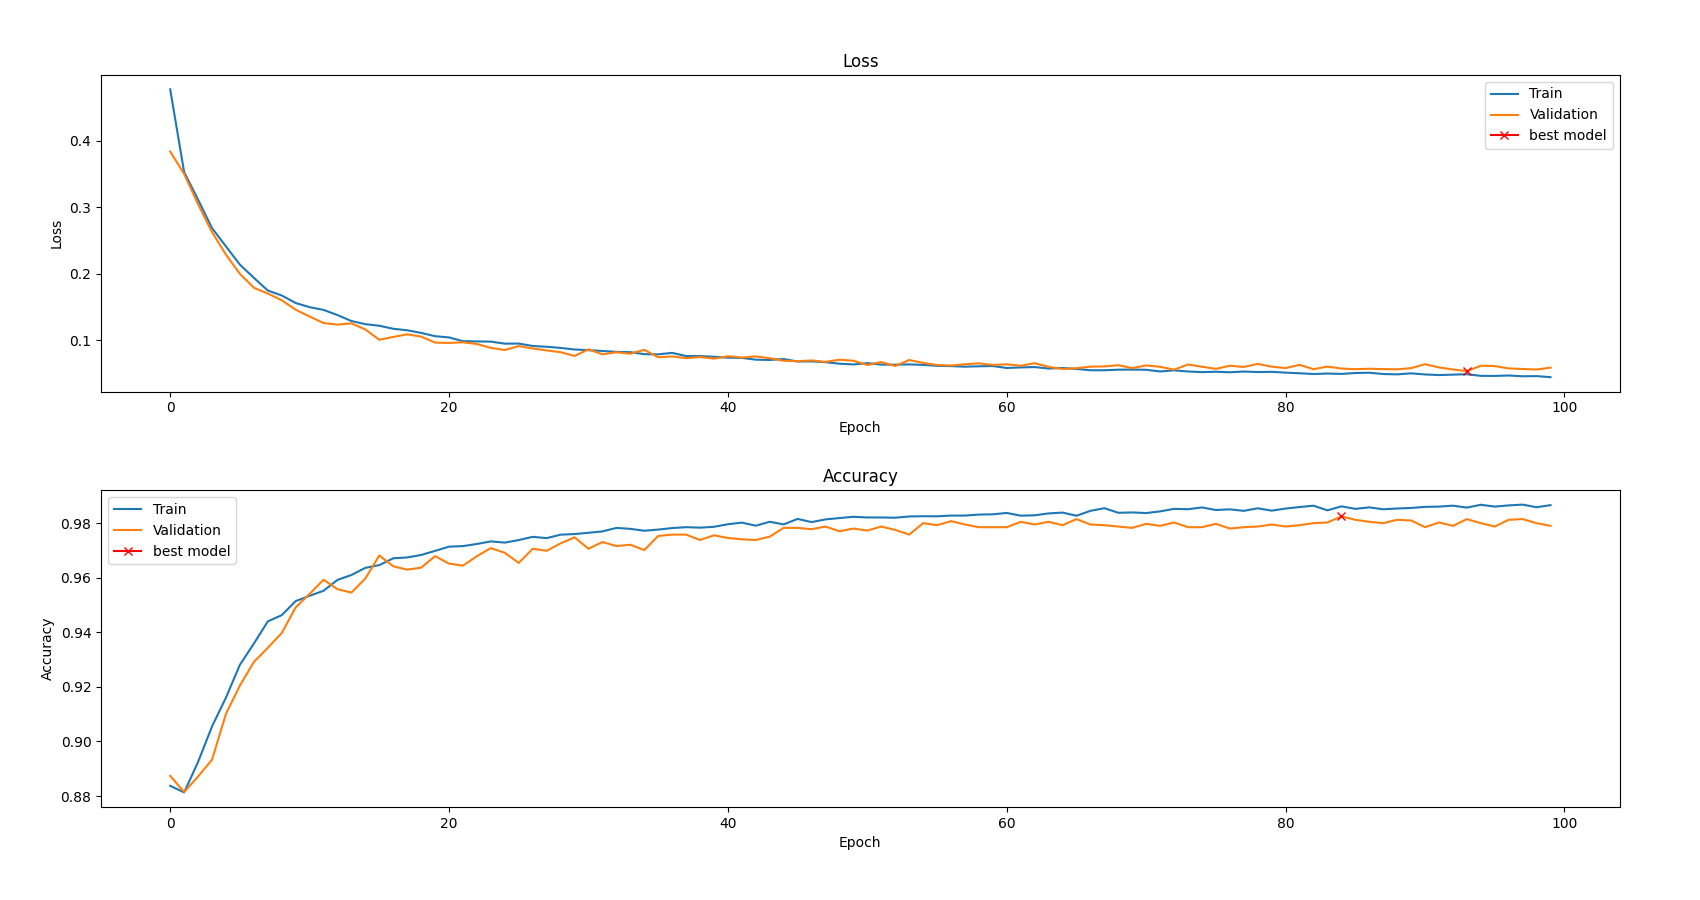 Loss
Train
Validation
best model
0.4
0.3
0.2
0.1
Loss
0 20 40 60 80 100
Epoch
Accuracy
Train
Validation
best model
0.98
0.96
0.94
0.92
0.90
0.88
Accuracy
0 20 40 60 80 100
Epoch